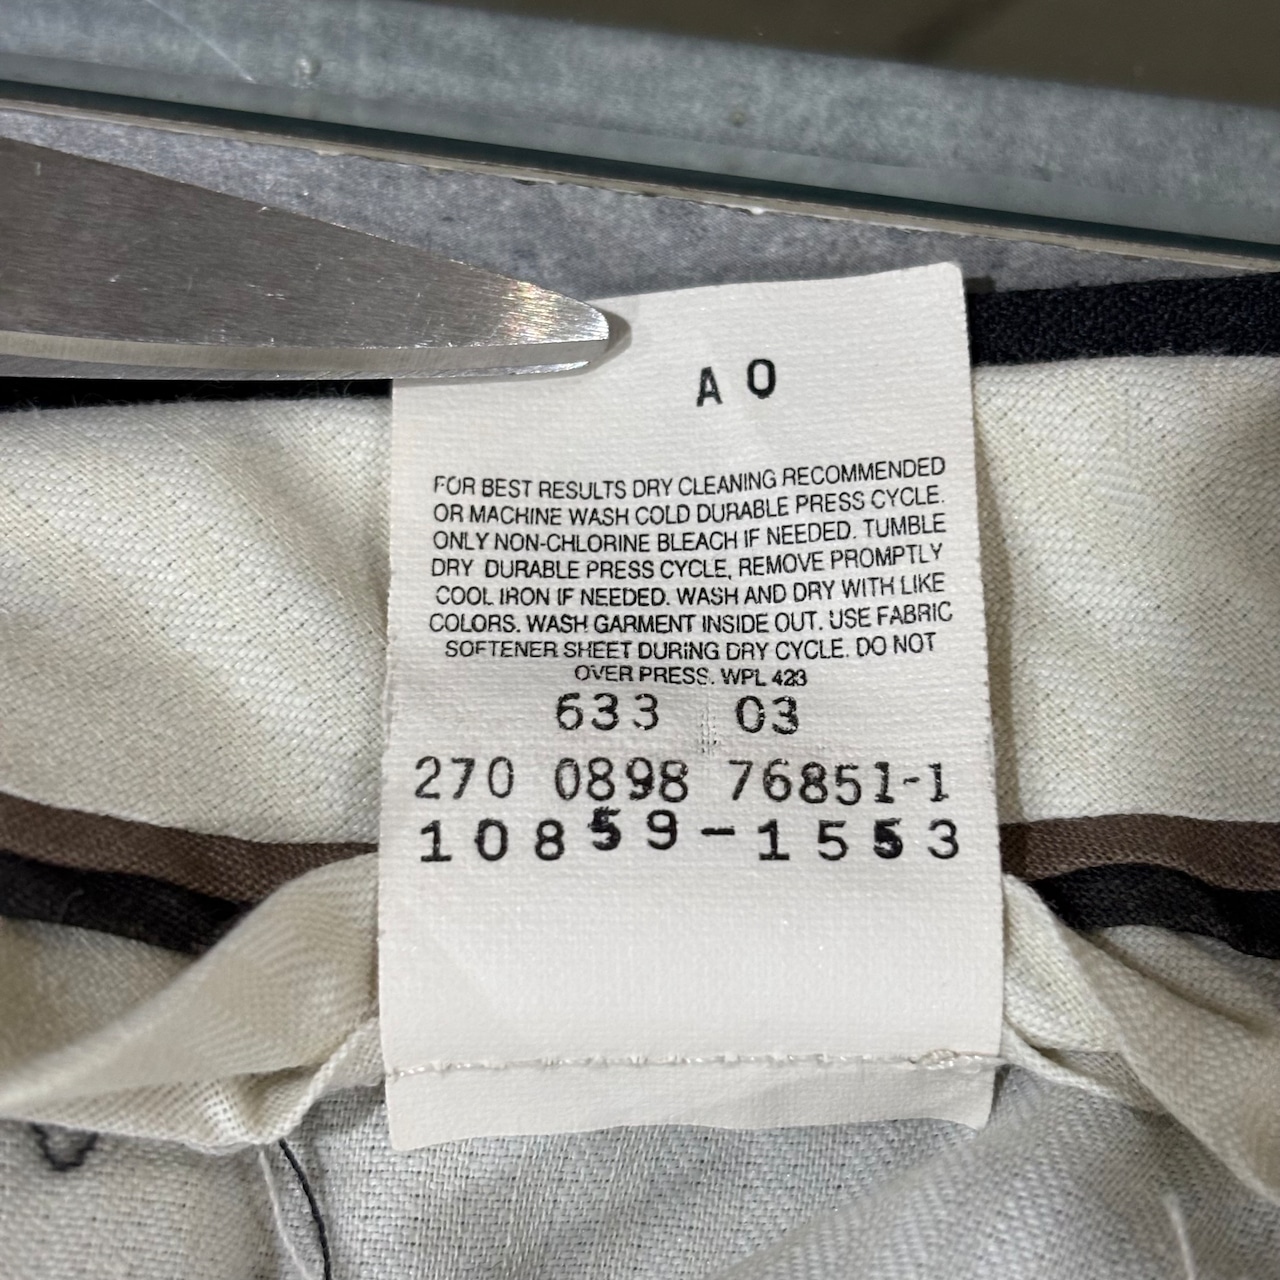 A O
FOR BEST RESULTS DRY CLEANING RECOMMENDED
OR MACHINE WASH COLD DURABLE PRESS CYCLE.
ONLY NON-CHLORINE BLEACH IF NEEDED. TUMBLE
DRY DURABLE PRESS CYCLE, REMOVE PROMPTLY
COOL IRON IF NEEDED. WASH AND DRY WITH LIKE
COLORS. WASH GARMENT INSIDE OUT. USE FABRIC
SOFTENER SHEET DURING DRY CYCLE. DO NOT
OVER PRESS. WPL 423
633 03
270 0898 76851-1
10859-1553